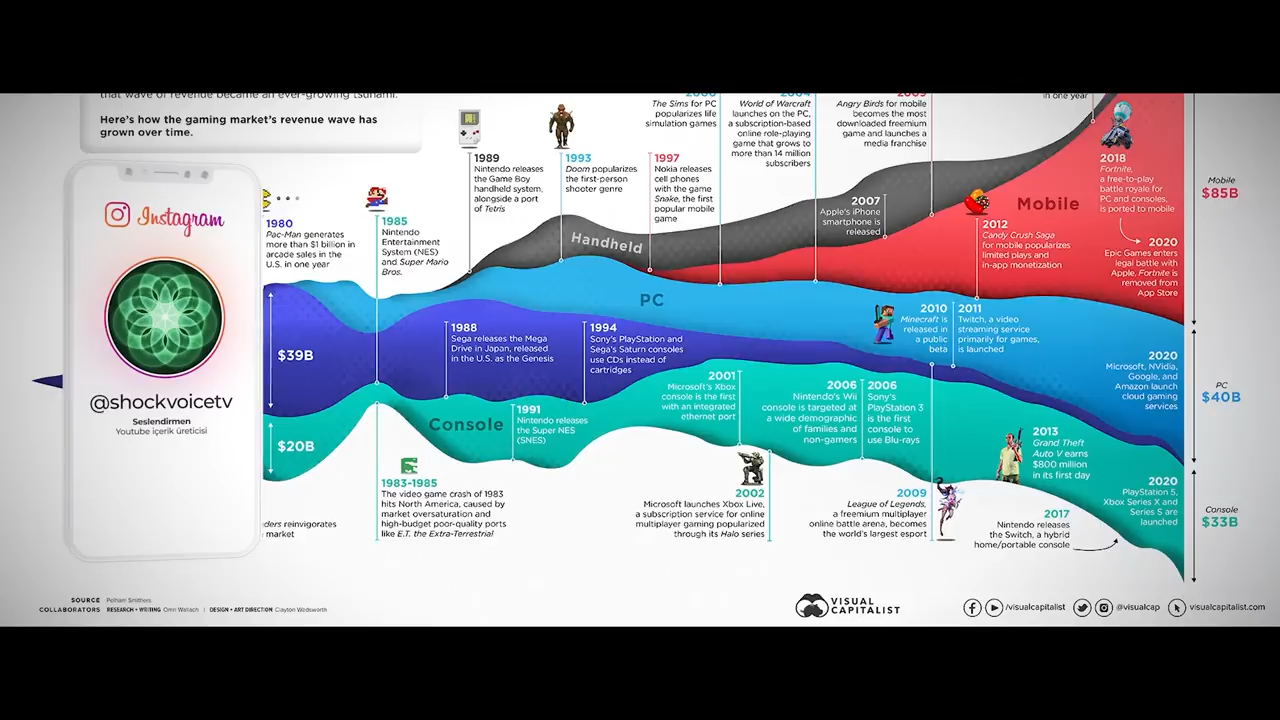 that wave of revenue became an ever-growing tsunami.
Here's how the gaming market's revenue wave has
grown over time.
Instagram
@shockvoicetv
Seslendirmen
Youtube içerik üreticisi
1980
Pac-Man generates
more than $1 billion in
arcade sales in the
U.S. in one year
1985
Nintendo
Entertainment
System (NES)
and Super Mario
Bros.
1989
Nintendo releases
the Game Boy
handheld system,
alongside a port
of Tetris
1993
Doom popularizes
the first-person
shooter genre
1997
Nokia releases
cell phones
with the game
Snake, the first
popular mobile
game
The Sims for PC
popularizes life
simulation games
2004
World of Warcraft
launches on the PC,
a subscription-based
online role-playing
game that grows to
more than 14 million
subscribers
2009
Angry Birds for mobile
becomes the most
downloaded freemium
game and launches a
media franchise
in one year
2007
Apple's iPhone
smartphone is
released
2012
Candy Crush Saga
for mobile popularizes
limited plays and
in-app monetization
2018
Fortnite,
a free-to-play
battle royale for
PC and consoles,
is ported to mobile
2020
Epic Games enters
legal battle with
Apple, Fortnite is
removed from
App Store
Handheld
Mobile
PC
Console
Mobile
$85B
PC
$40B
Console
$33B
$39B
$20B
1988
Sega releases the Mega
Drive in Japan, released
in the U.S. as the Genesis
1994
Sony's PlayStation and
Sega's Saturn consoles
use CDs instead of
cartridges
2010
Minecraft is
released in
a public
beta
2011
Twitch, a video
streaming service
primarily for games,
is launched
2020
Microsoft, NVidia,
Google, and
Amazon launch
cloud gaming
services
1991
Nintendo releases
the Super NES
(SNES)
2001
Microsoft's Xbox
console is the first
with an integrated
ethernet port
2006
Nintendo's Wii
console is targeted at
a wide demographic
of families and
non-gamers
2006
Sony's
PlayStation 3
is the first
console to
use Blu-rays
2013
Grand Theft
Auto V earns
$800 million
in its first day
2020
PlayStation 5,
Xbox Series X and
Series S are
launched
1983-1985
The video game crash of 1983
hits North America, caused by
market oversaturation and
high-budget poor-quality ports
like E.T. the Extra-Terrestrial
reinvigorates
market
2002
Microsoft launches Xbox Live,
a subscription service for online
multiplayer gaming popularized
through its Halo series
2009
League of Legends,
a freemium multiplayer
online battle arena, becomes
the world's largest esport
2017
Nintendo releases
the Switch, a hybrid
home/portable console
SOURCE Pelham Smithers
COLLABORATORS RESEARCH + WRITING Omri Wallach | DESIGN + ART DIRECTION Clayton Wadsworth
VISUAL
CAPITALIST
/visualcapitalist
@visualcap
visualcapitalist.com